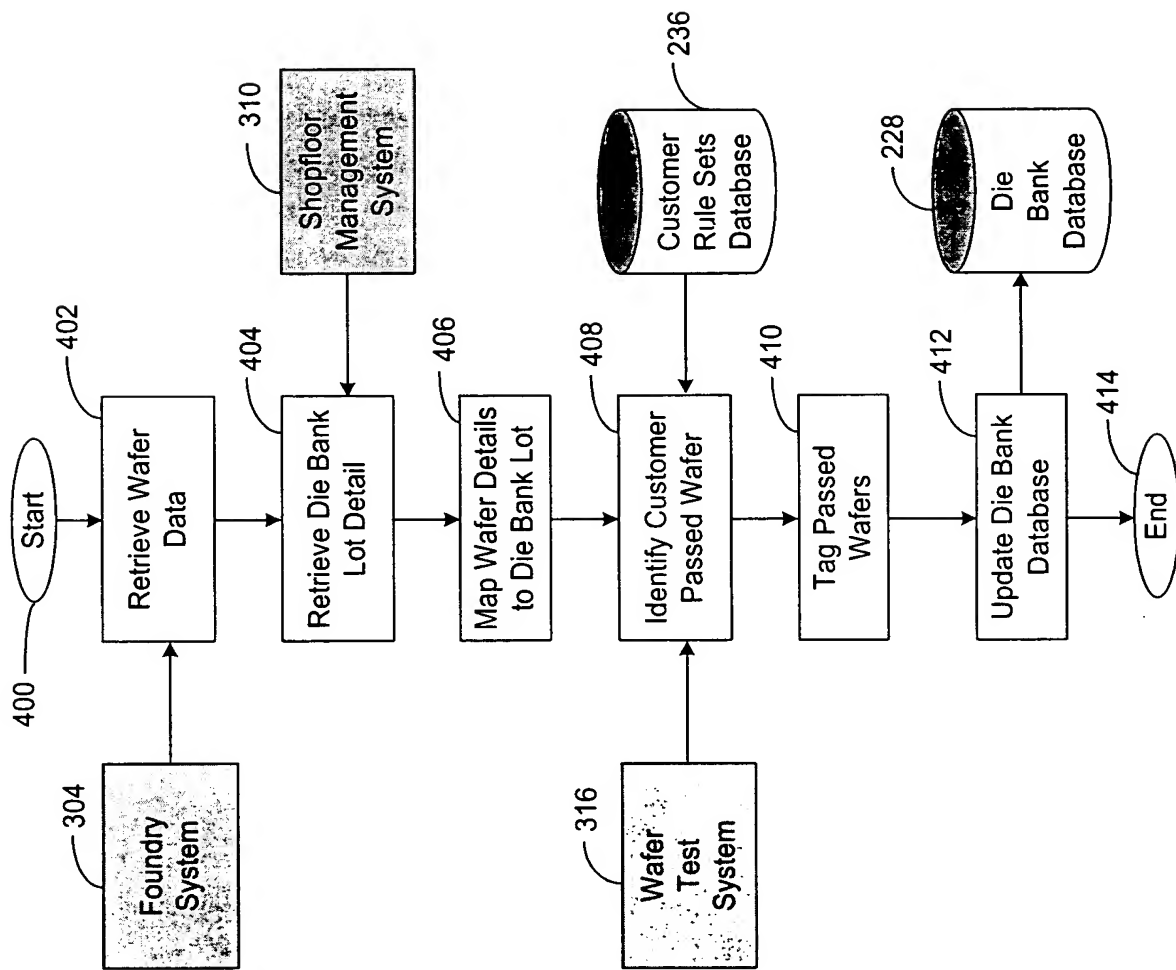 Start
400
402
Retrieve Wafer
Data
304
Foundry
System
310
Shopfloor
Management
System
404
Retrieve Die Bank
Lot Detail
406
Map Wafer Details
to Die Bank Lot
408
Identify Customer
Passed Wafer
316
Wafer
Test
System
236
Customer
Rule Sets
Database
410
Tag Passed
Wafers
412
Update Die Bank
Database
228
Die
Bank
Database
414
End